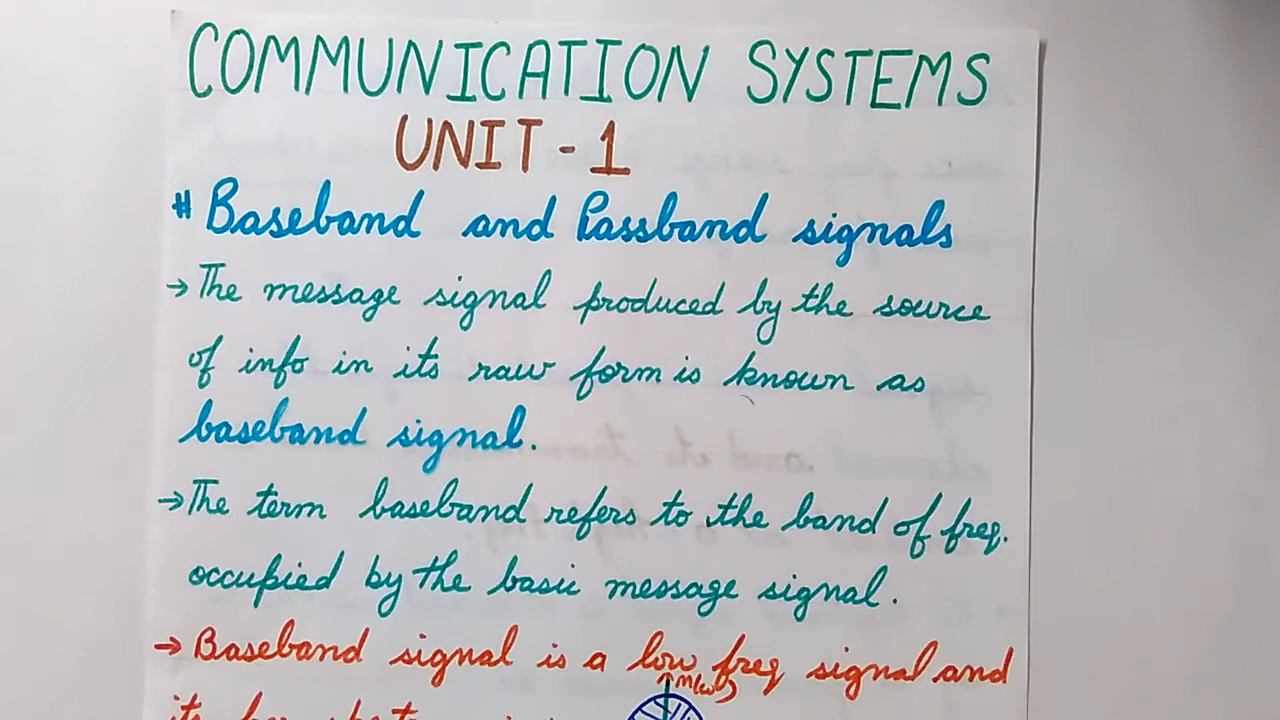 COMMUNICATION SYSTEMS
UNIT - 1
# Baseband and Passband signals
→ The message signal produced by the source
of info in its raw form is known as
baseband signal.
→ The term baseband refers to the band of freq.
occupied by the basic message signal.
→ Baseband signal is a low freq signal and
M(ω)
its